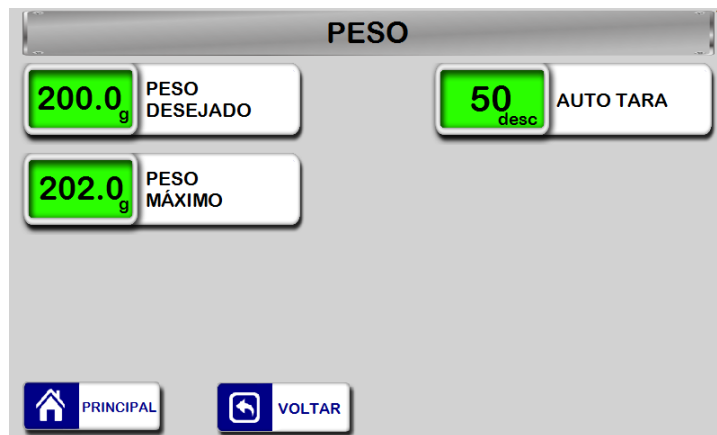 PESO
200.0 g
PESO
DESEJADO
50 desc
AUTO TARA
202.0 g
PESO
MÁXIMO
PRINCIPAL
VOLTAR